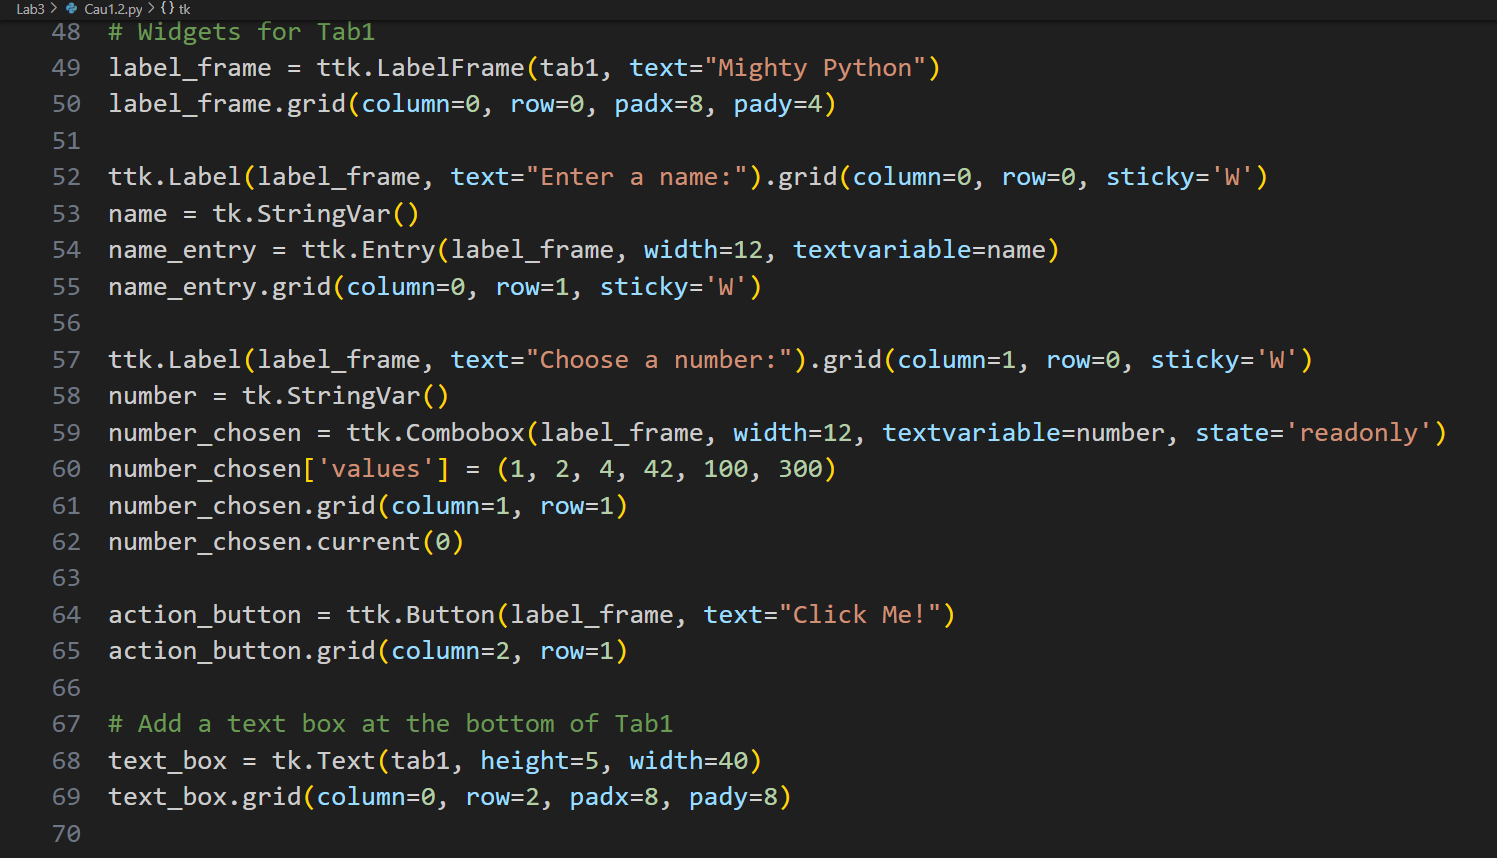 Lab3 > Cau1.2.py > {} tk
48 # Widgets for Tab1
49 label_frame = ttk.LabelFrame(tab1, text="Mighty Python")
50 label_frame.grid(column=0, row=0, padx=8, pady=4)
51
52 ttk.Label(label_frame, text="Enter a name:").grid(column=0, row=0, sticky='W')
53 name = tk.StringVar()
54 name_entry = ttk.Entry(label_frame, width=12, textvariable=name)
55 name_entry.grid(column=0, row=1, sticky='W')
56
57 ttk.Label(label_frame, text="Choose a number:").grid(column=1, row=0, sticky='W')
58 number = tk.StringVar()
59 number_chosen = ttk.Combobox(label_frame, width=12, textvariable=number, state='readonly')
60 number_chosen['values'] = (1, 2, 4, 42, 100, 300)
61 number_chosen.grid(column=1, row=1)
62 number_chosen.current(0)
63
64 action_button = ttk.Button(label_frame, text="Click Me!")
65 action_button.grid(column=2, row=1)
66
67 # Add a text box at the bottom of Tab1
68 text_box = tk.Text(tab1, height=5, width=40)
69 text_box.grid(column=0, row=2, padx=8, pady=8)
70